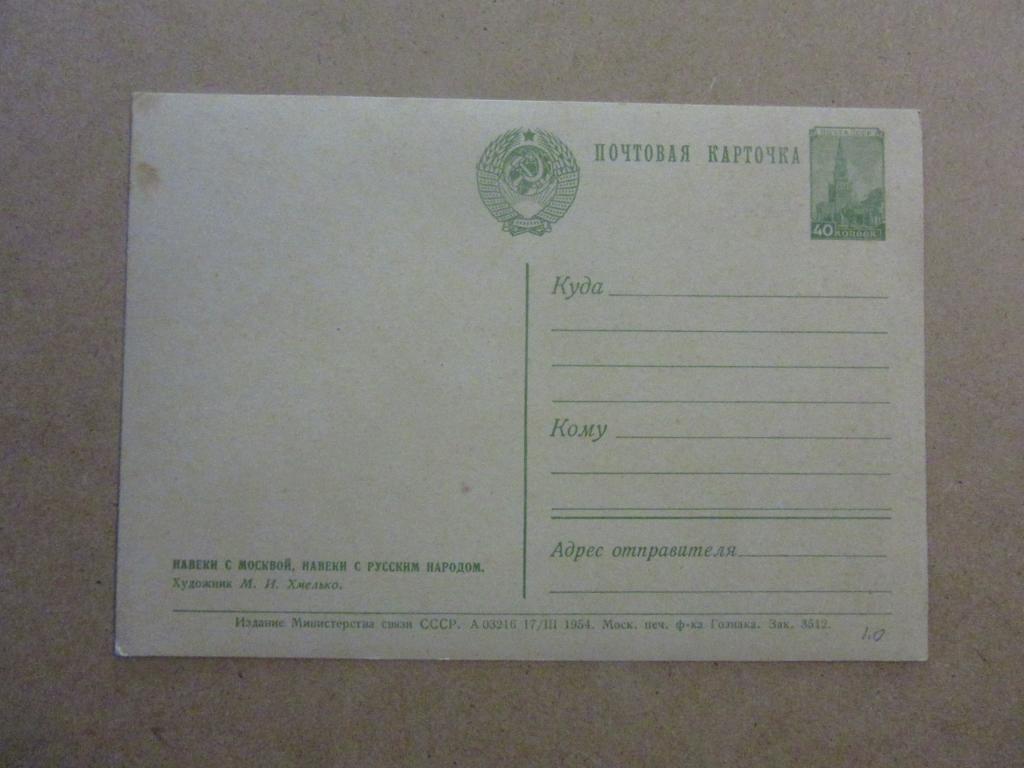 ПОЧТОВАЯ КАРТОЧКА
ПОЧТА СССР
40 КОПЕЕК
Куда
Кому
Адрес отправителя
НАВЕКИ С МОСКВОЙ, НАВЕКИ С РУССКИМ НАРОДОМ.
Художник М. И. Хмелько.
Издание Министерства связи СССР. А 03216 17/III 1954. Моск. печ. ф-ка Гознака. Зак. 3512.
1.0